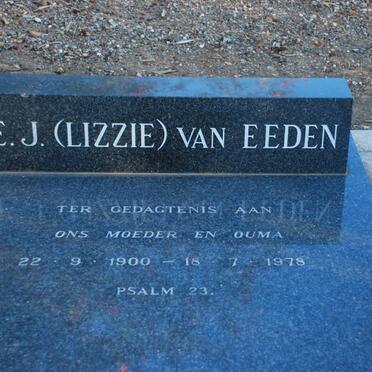 E. J. (LIZZIE) VAN EEDEN
TER GEDAGTENIS AAN
ONS MOEDER EN OUMA
22 · 9 · 1900 – 18 · 7 · 1978
PSALM 23.